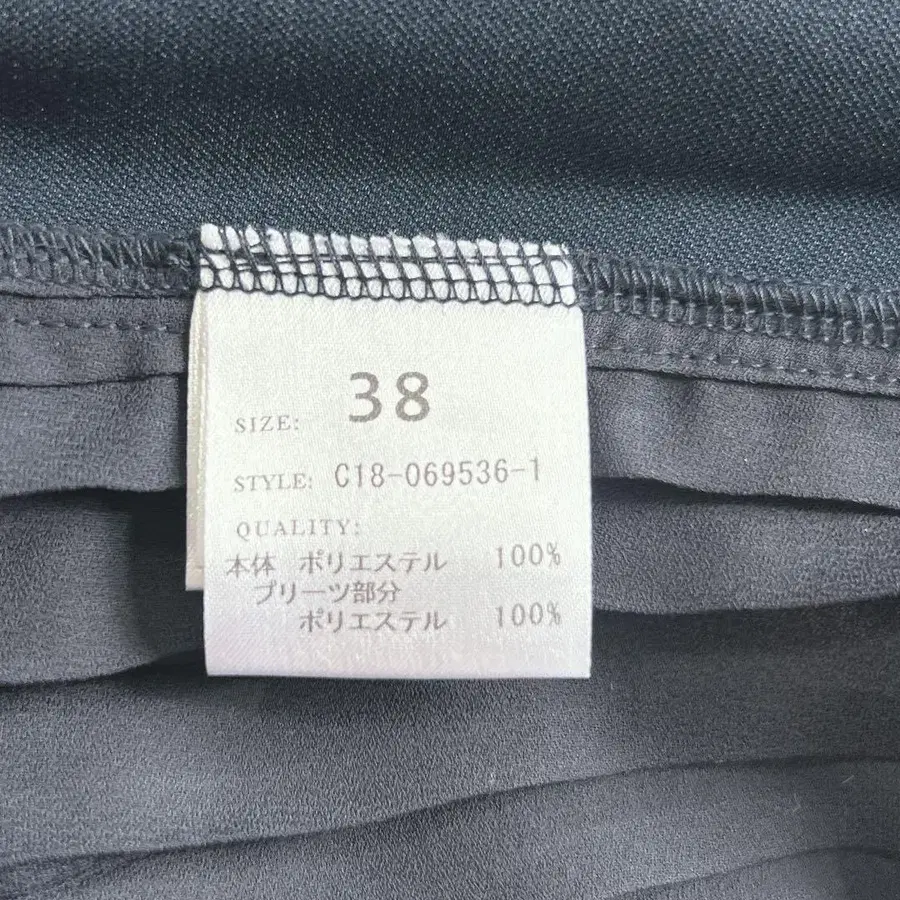 SIZE: 38
STYLE: C18-069536-1
QUALITY:
本体 ポリエステル 100%
プリーツ部分
ポリエステル 100%